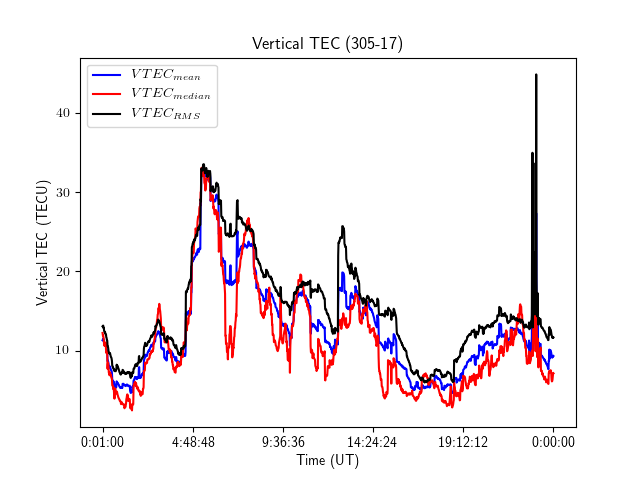 Vertical TEC (305-17)
VTEC_mean
VTEC_median
VTEC_RMS
40
30
20
10
Vertical TEC (TECU)
0:01:00 4:48:48 9:36:36 14:24:24 19:12:12 0:00:00
Time (UT)